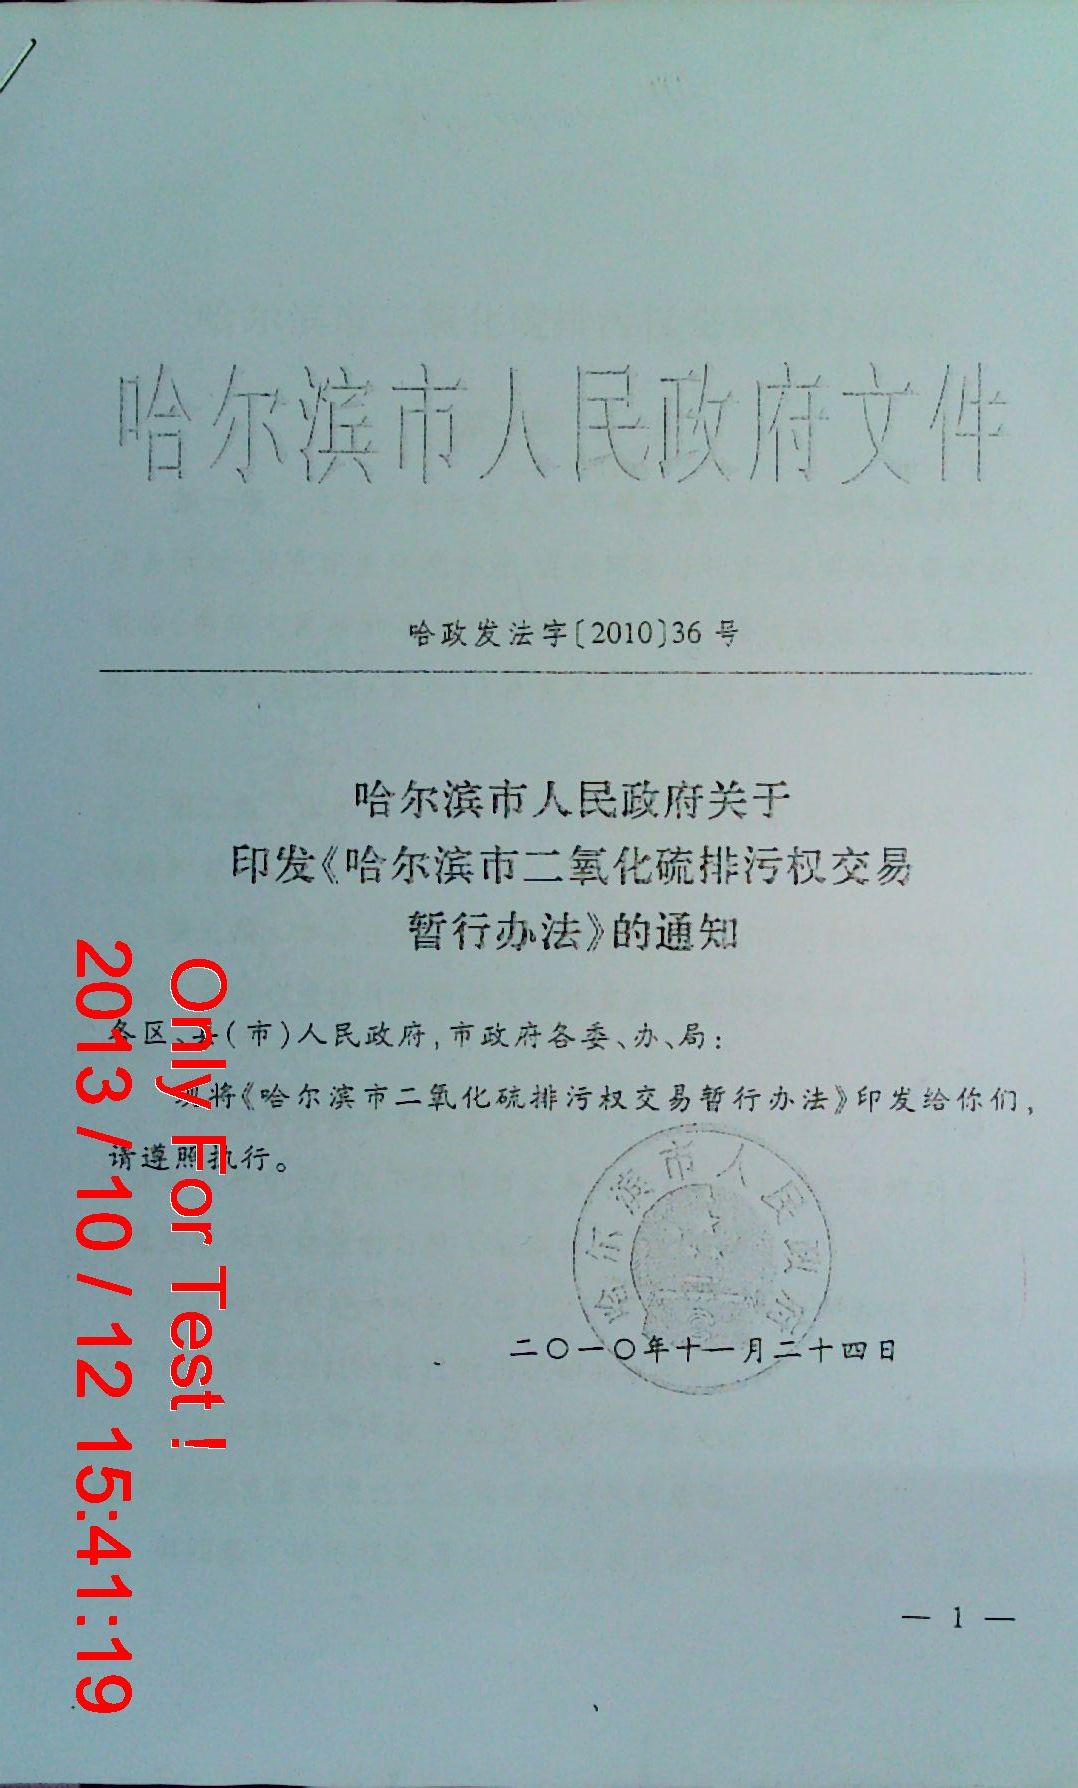 哈尔滨市人民政府文件
哈政发法字〔2010〕36 号
哈尔滨市人民政府关于
印发《哈尔滨市二氧化硫排污权交易
暂行办法》的通知
各区、县(市)人民政府,市政府各委、办、局:
现将《哈尔滨市二氧化硫排污权交易暂行办法》印发给你们,
请遵照执行。
哈尔滨市人民政府
二〇一〇年十一月二十四日
— 1 —
Only For Test !
2013 / 10 / 12 15:41:19